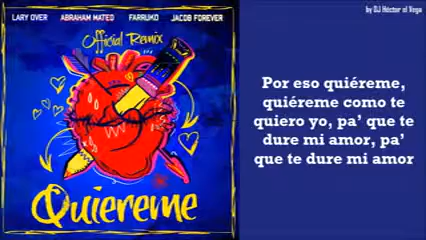 LARY OVER ABRAHAM MATEO FARRUKO JACOB FOREVER
Official Remix
Quiereme
by DJ Héctor el Vega
Por eso quiéreme,
quiéreme como te
quiero yo, pa’ que te
dure mi amor, pa’
que te dure mi amor